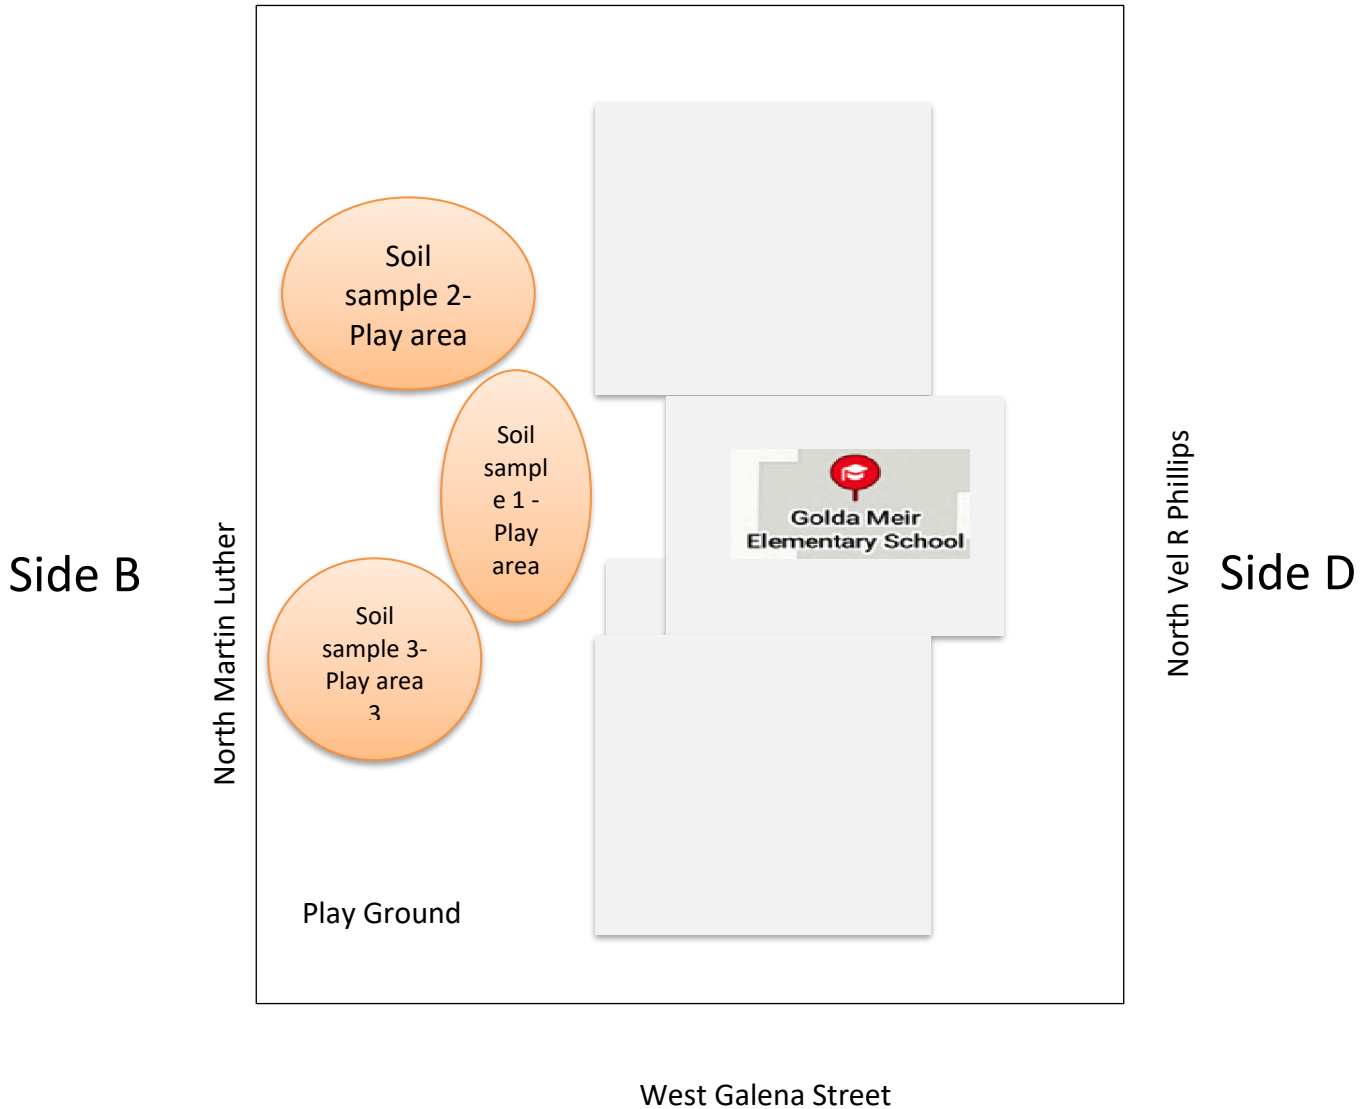 Soil
sample 2-
Play area
Soil
sampl
e 1 -
Play
area
Golda Meir
Elementary School
Side B
North Martin Luther
Soil
sample 3-
Play area
3
North Vel R Phillips
Side D
Play Ground
West Galena Street